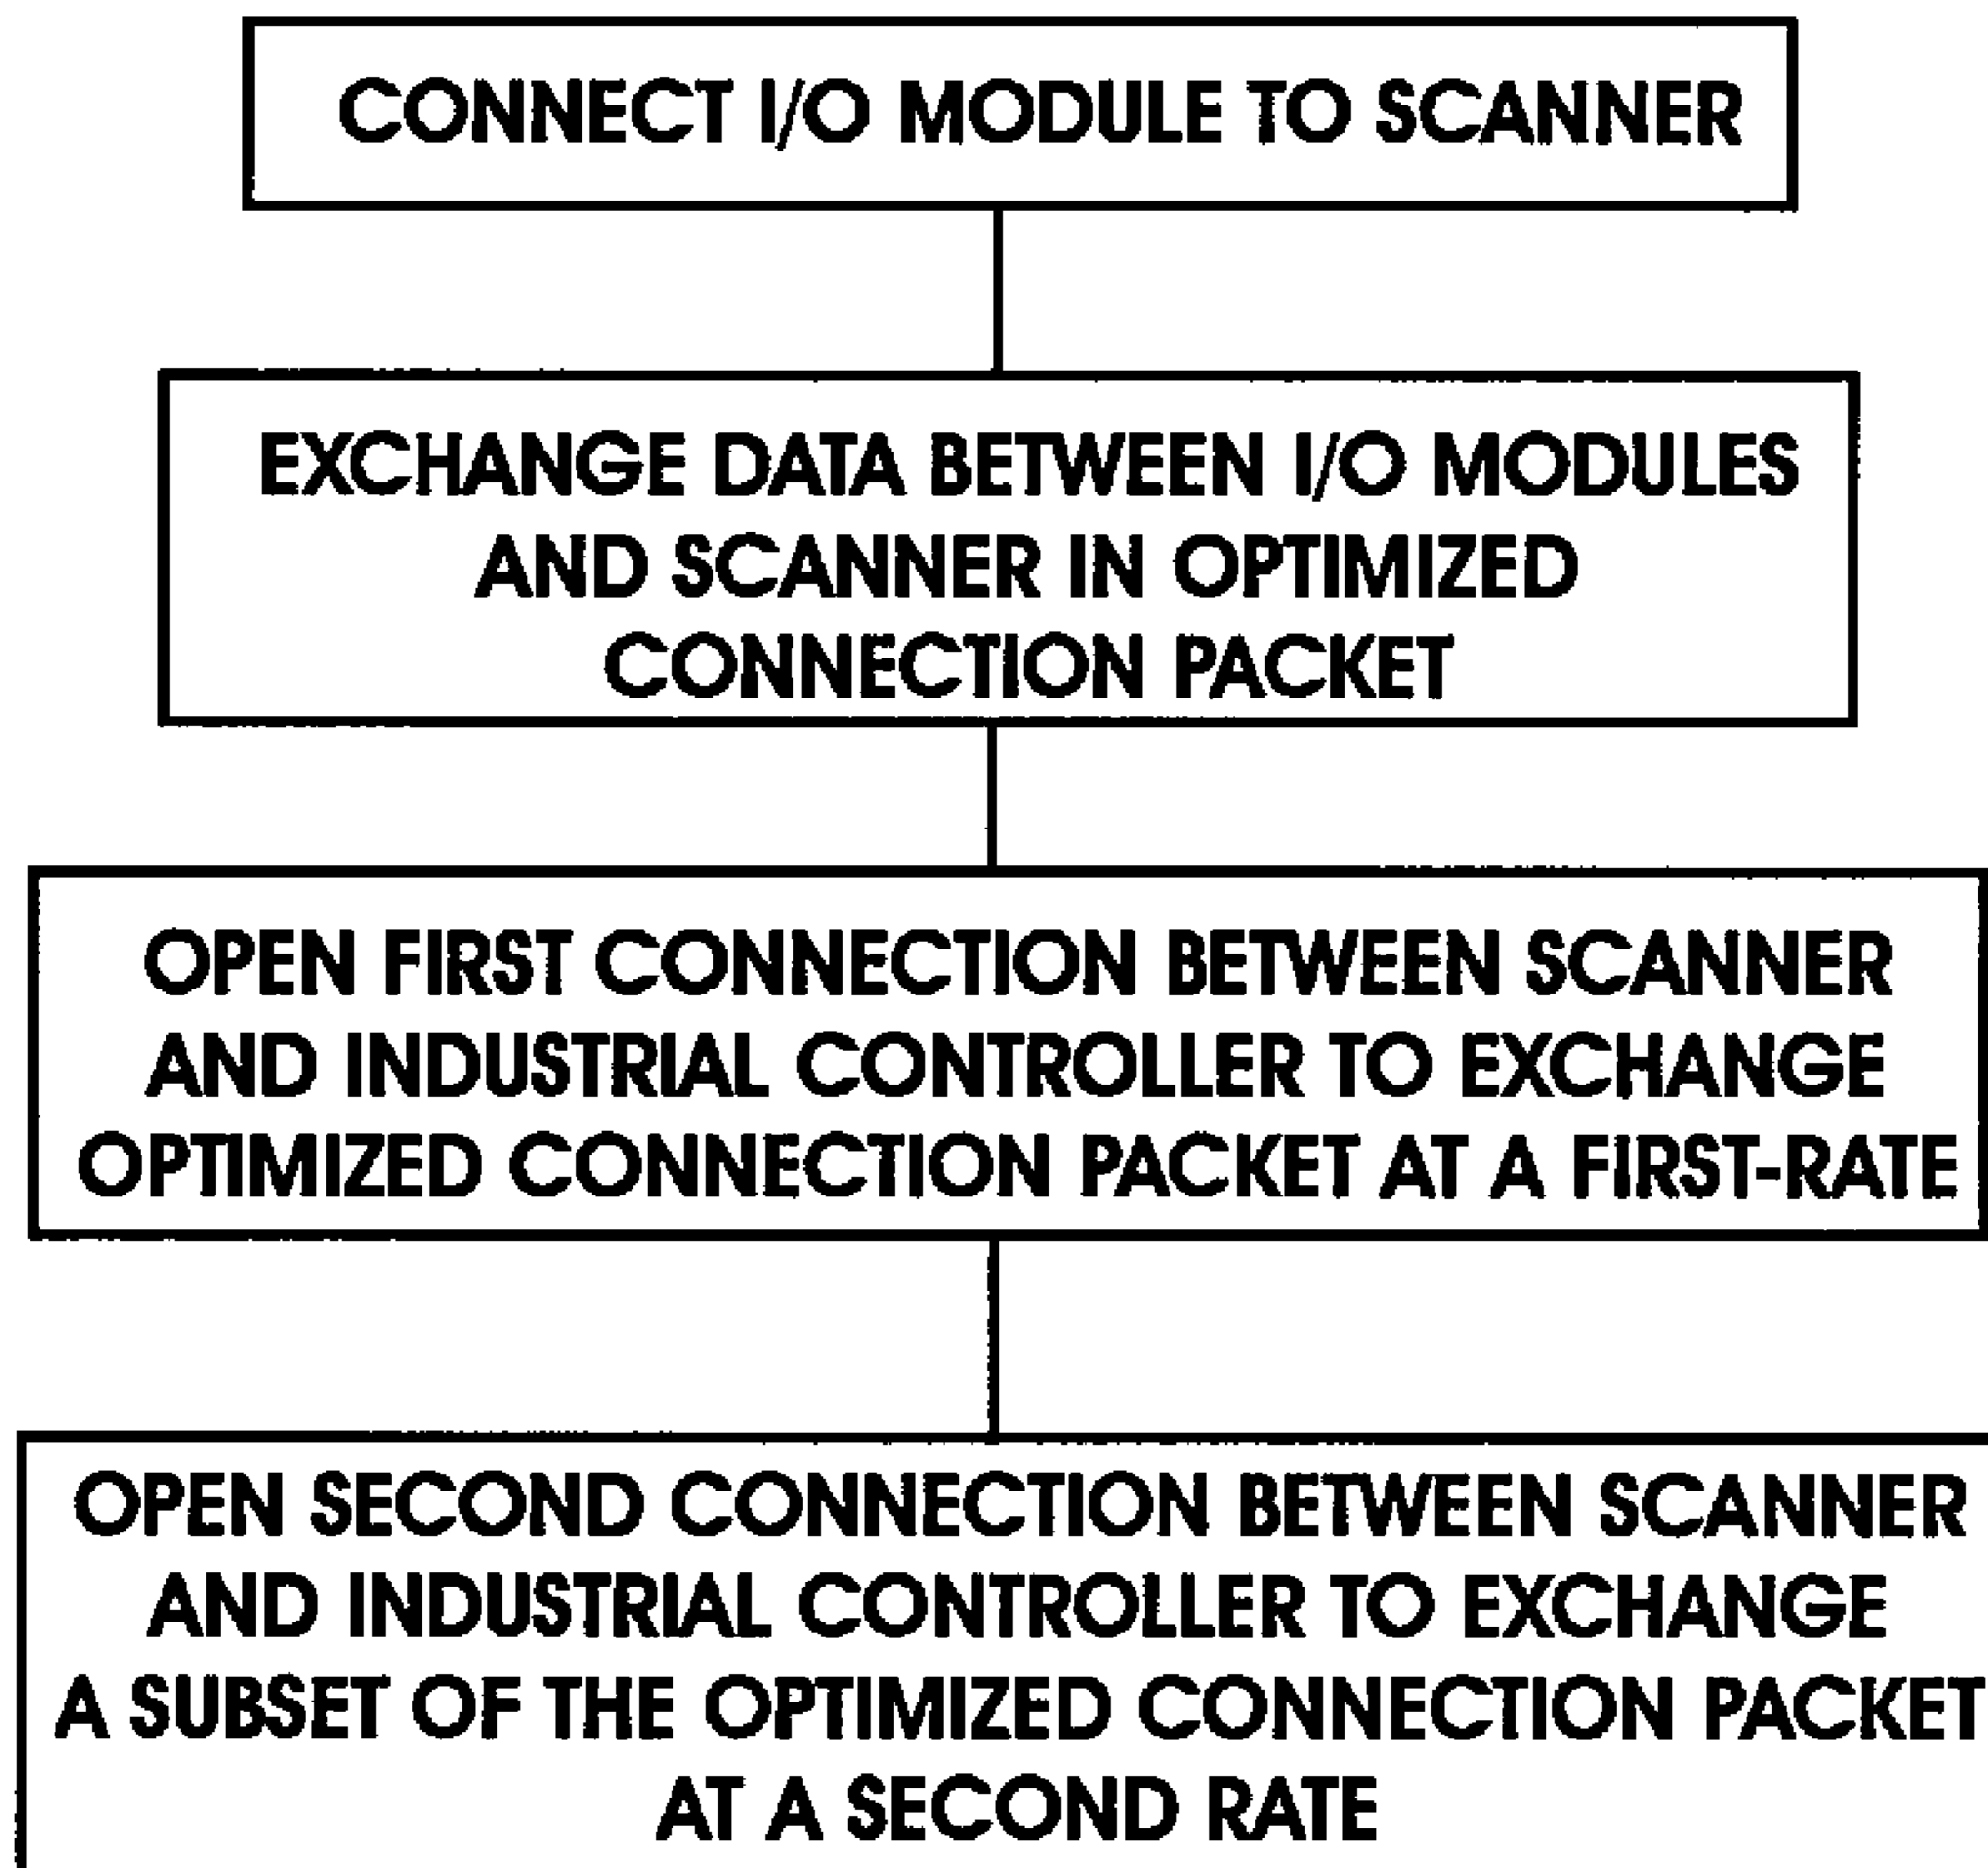 CONNECT I/O MODULE TO SCANNER
EXCHANGE DATA BETWEEN I/O MODULES
AND SCANNER IN OPTIMIZED
CONNECTION PACKET
OPEN FIRST CONNECTION BETWEEN SCANNER
AND INDUSTRIAL CONTROLLER TO EXCHANGE
OPTIMIZED CONNECTION PACKET AT A FIRST-RATE
OPEN SECOND CONNECTION BETWEEN SCANNER
AND INDUSTRIAL CONTROLLER TO EXCHANGE
A SUBSET OF THE OPTIMIZED CONNECTION PACKET
AT A SECOND RATE